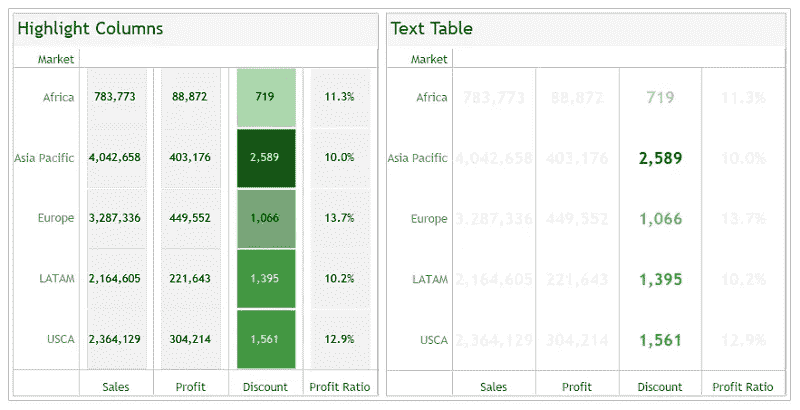 Highlight Columns
Market
Africa 783,773 88,872 719 11.3%
Asia Pacific 4,042,658 403,176 2,589 10.0%
Europe 3,287,336 449,552 1,066 13.7%
LATAM 2,164,605 221,643 1,395 10.2%
USCA 2,364,129 304,214 1,561 12.9%
Sales Profit Discount Profit Ratio
Text Table
Market
Africa 783,773 88,872 719 11.3%
Asia Pacific 4,042,658 403,176 2,589 10.0%
Europe 3,287,336 449,552 1,066 13.7%
LATAM 2,164,605 221,643 1,395 10.2%
USCA 2,364,129 304,214 1,561 12.9%
Sales Profit Discount Profit Ratio